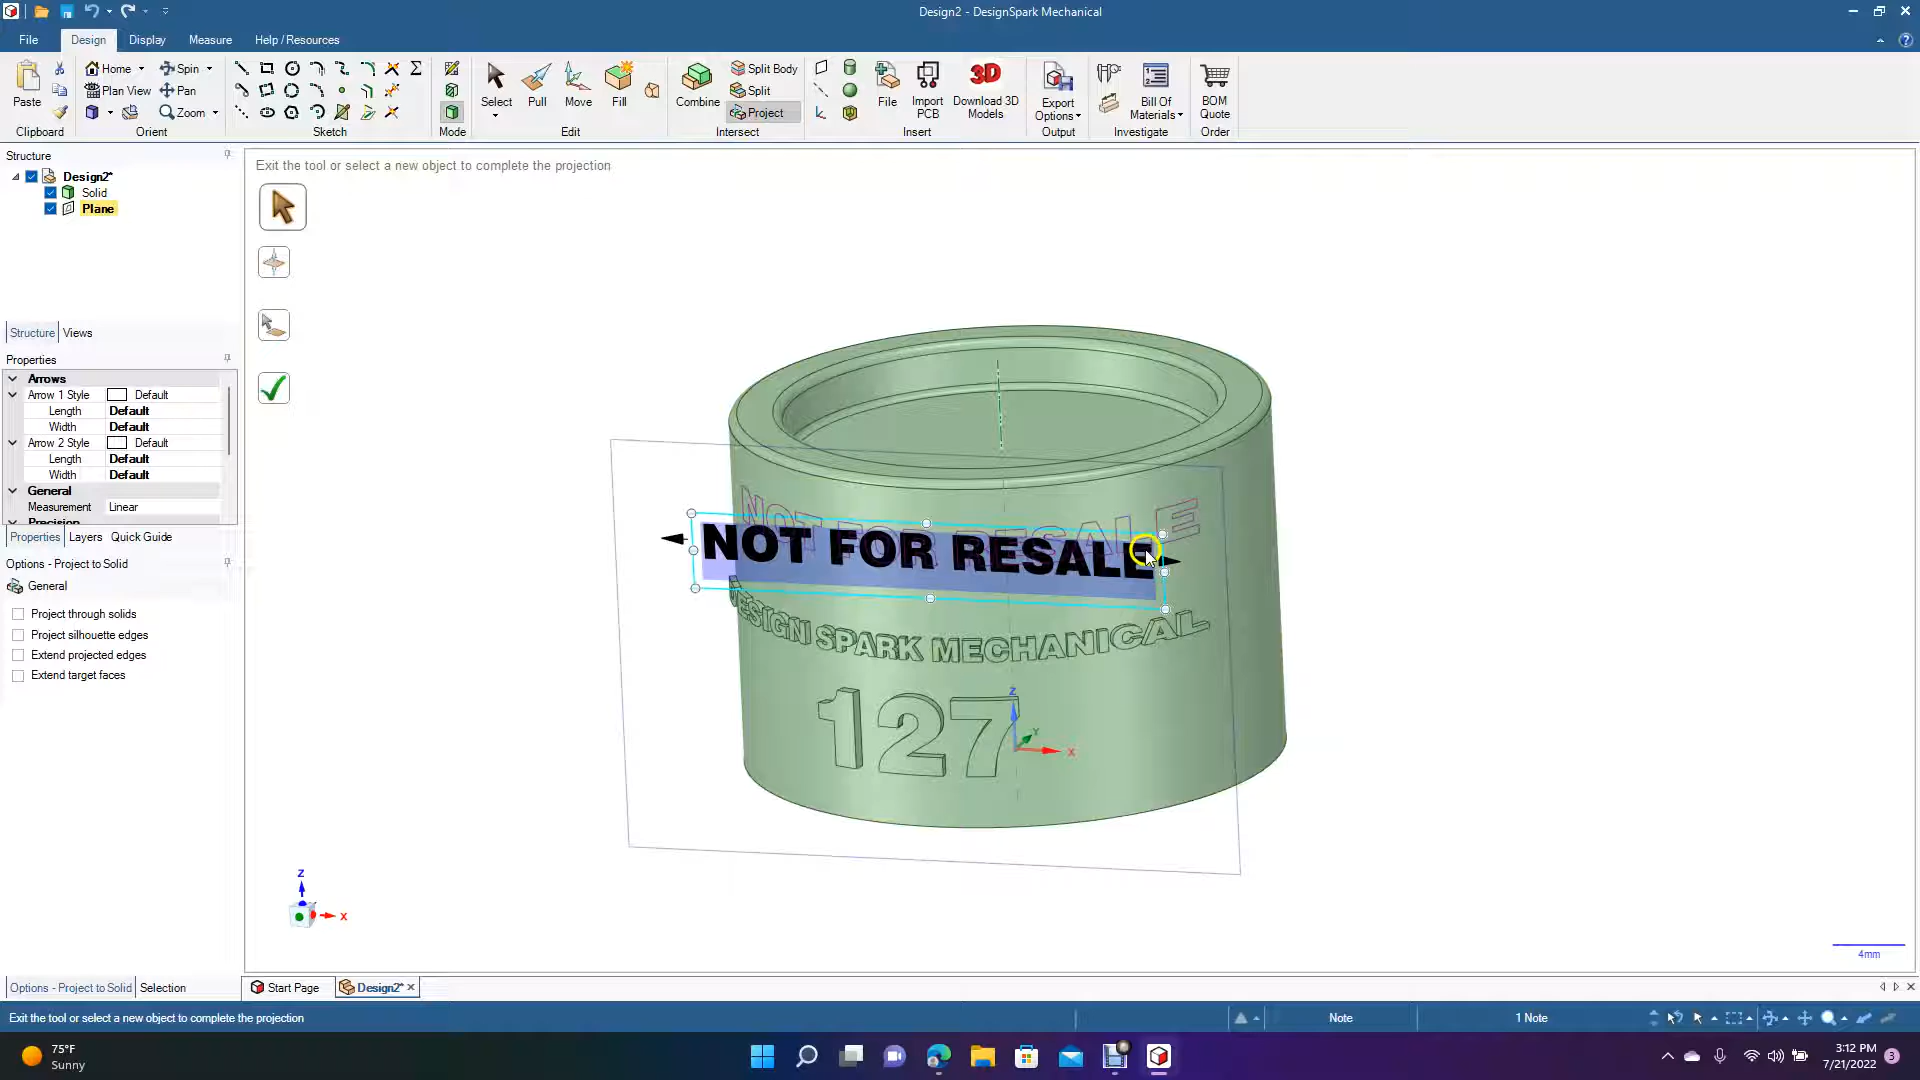 Design2 - DesignSpark Mechanical
File Design Display Measure Help / Resources
Paste
Clipboard
Home Spin
Plan View Pan
Zoom
Orient
Sketch
Mode
Select Pull Move Fill
Edit
Combine Split Body
Split
Project
Intersect
File Import PCB 3D Download 3D Models
Insert
Export Options
Output
Bill Of Materials
Investigate
BOM Quote
Order
Structure
Design2*
Solid
Plane
Structure Views
Properties
Arrows
Arrow 1 Style Default
Length Default
Width Default
Arrow 2 Style Default
Length Default
Width Default
General
Measurement Linear
Precision
Properties Layers Quick Guide
Options - Project to Solid
General
Project through solids
Project silhouette edges
Extend projected edges
Extend target faces
Options - Project to Solid Selection
Exit the tool or select a new object to complete the projection
NOT FOR RESALE
NOT FOR RESALE
DESIGN SPARK MECHANICAL
127
Z
Y
X
Z
X
4mm
Start Page Design2*
Exit the tool or select a new object to complete the projection Note 1 Note
75°F
Sunny
3:12 PM
7/21/2022
3